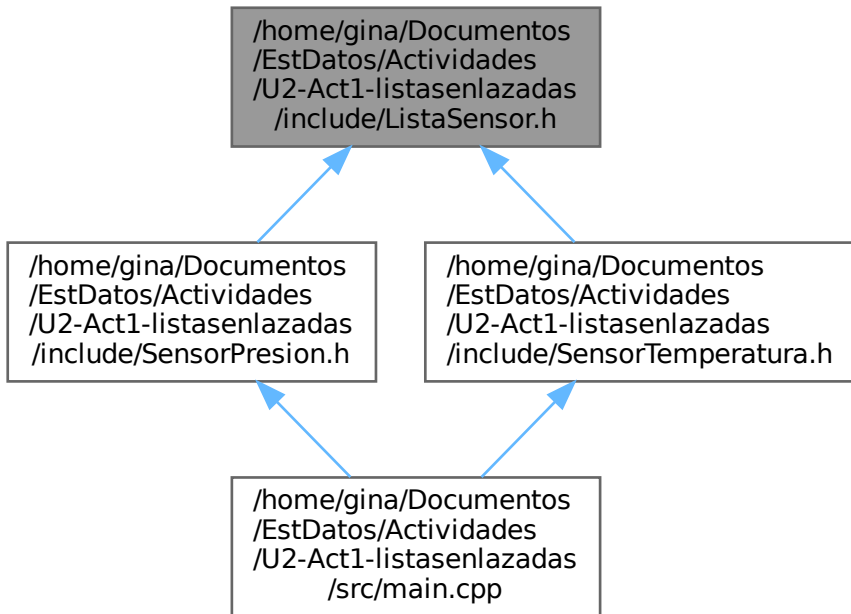 /home/gina/Documentos
/EstDatos/Actividades
/U2-Act1-listasenlazadas
/include/ListaSensor.h
/home/gina/Documentos
/EstDatos/Actividades
/U2-Act1-listasenlazadas
/include/SensorPresion.h
/home/gina/Documentos
/EstDatos/Actividades
/U2-Act1-listasenlazadas
/include/SensorTemperatura.h
/home/gina/Documentos
/EstDatos/Actividades
/U2-Act1-listasenlazadas
/src/main.cpp